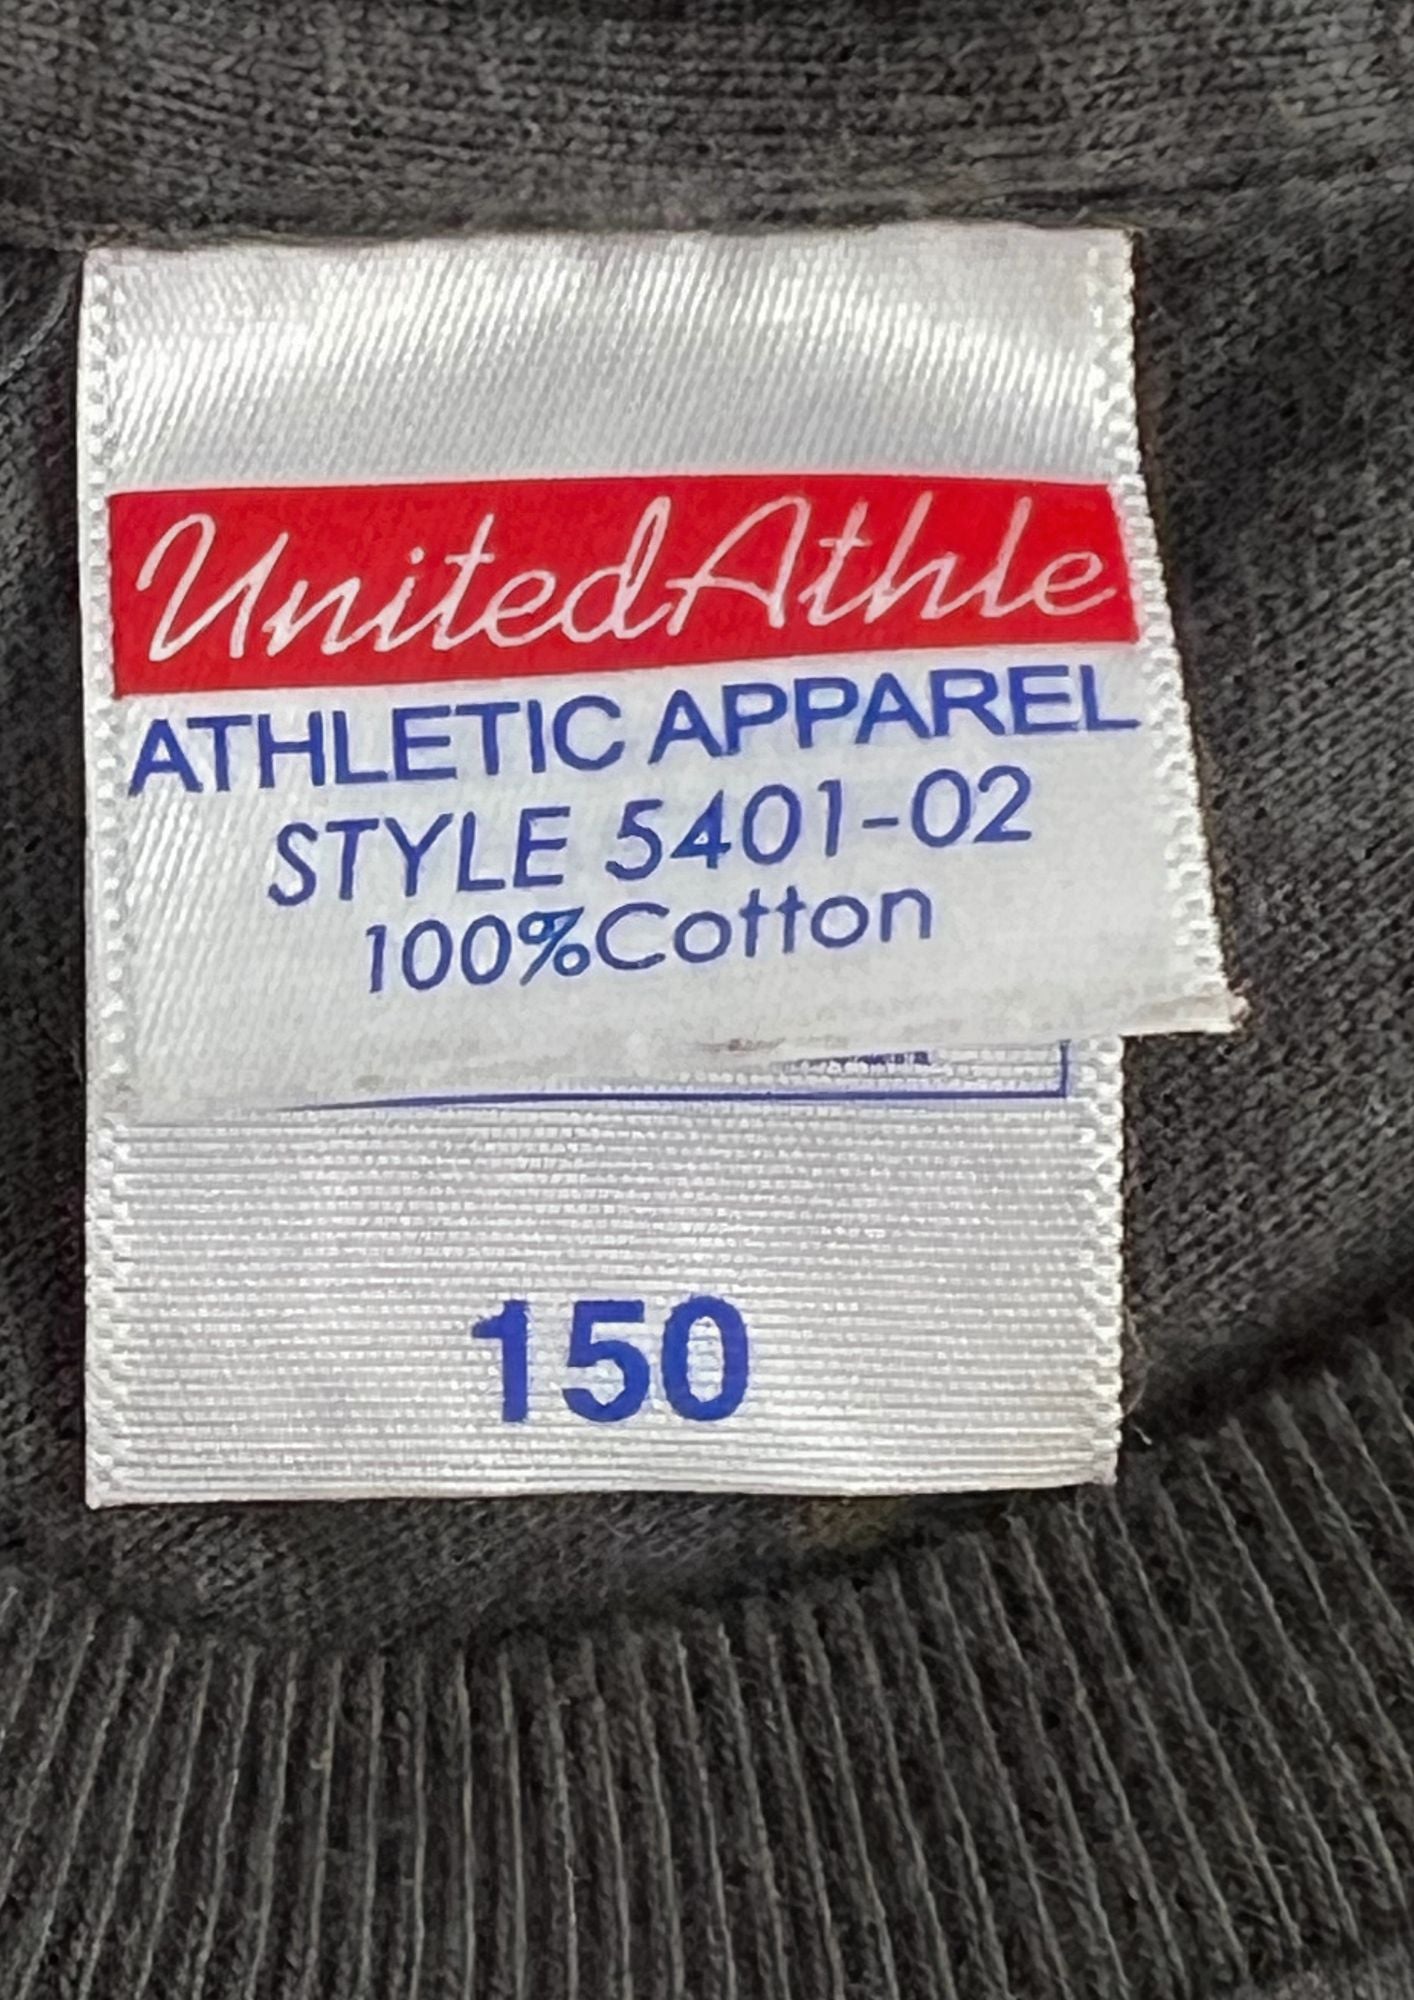 UnitedAthle
ATHLETIC APPAREL
STYLE 5401-02
100%Cotton
150